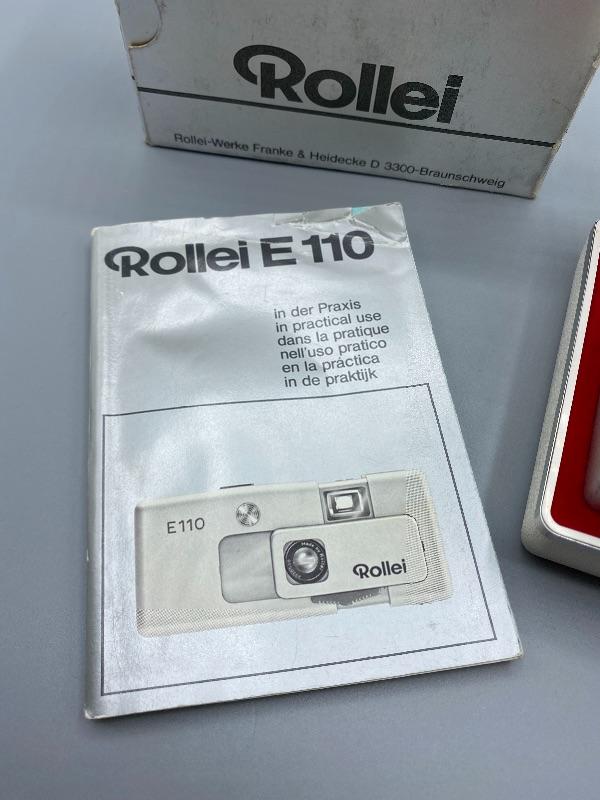 Rollei
Rollei-Werke Franke & Heidecke D 3300-Braunschweig
Rollei E 110
in der Praxis
in practical use
dans la pratique
nell'uso pratico
en la práctica
in de praktijk
E110
Rollei